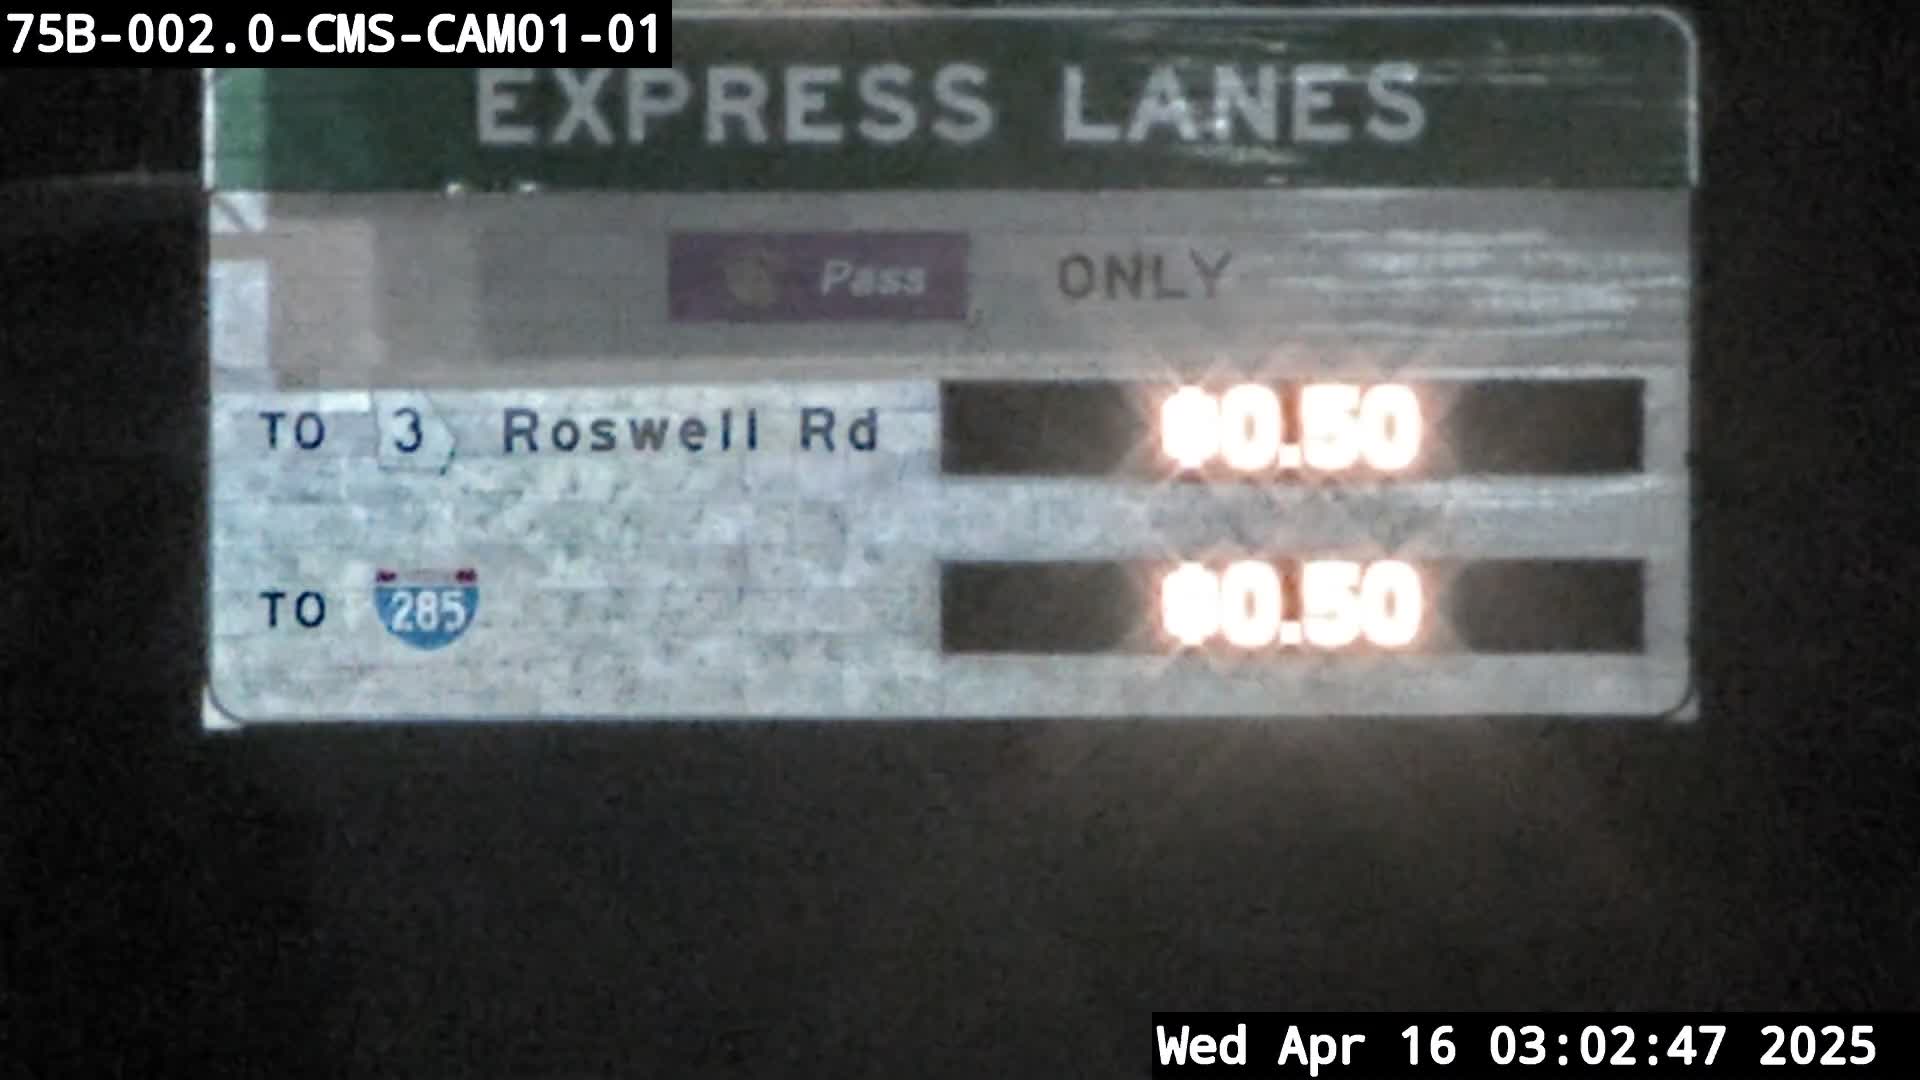 75B-002.0-CMS-CAM01-01
EXPRESS LANES
Pass ONLY
TO 3 Roswell Rd $0.50
TO 285 $0.50
Wed Apr 16 03:02:47 2025